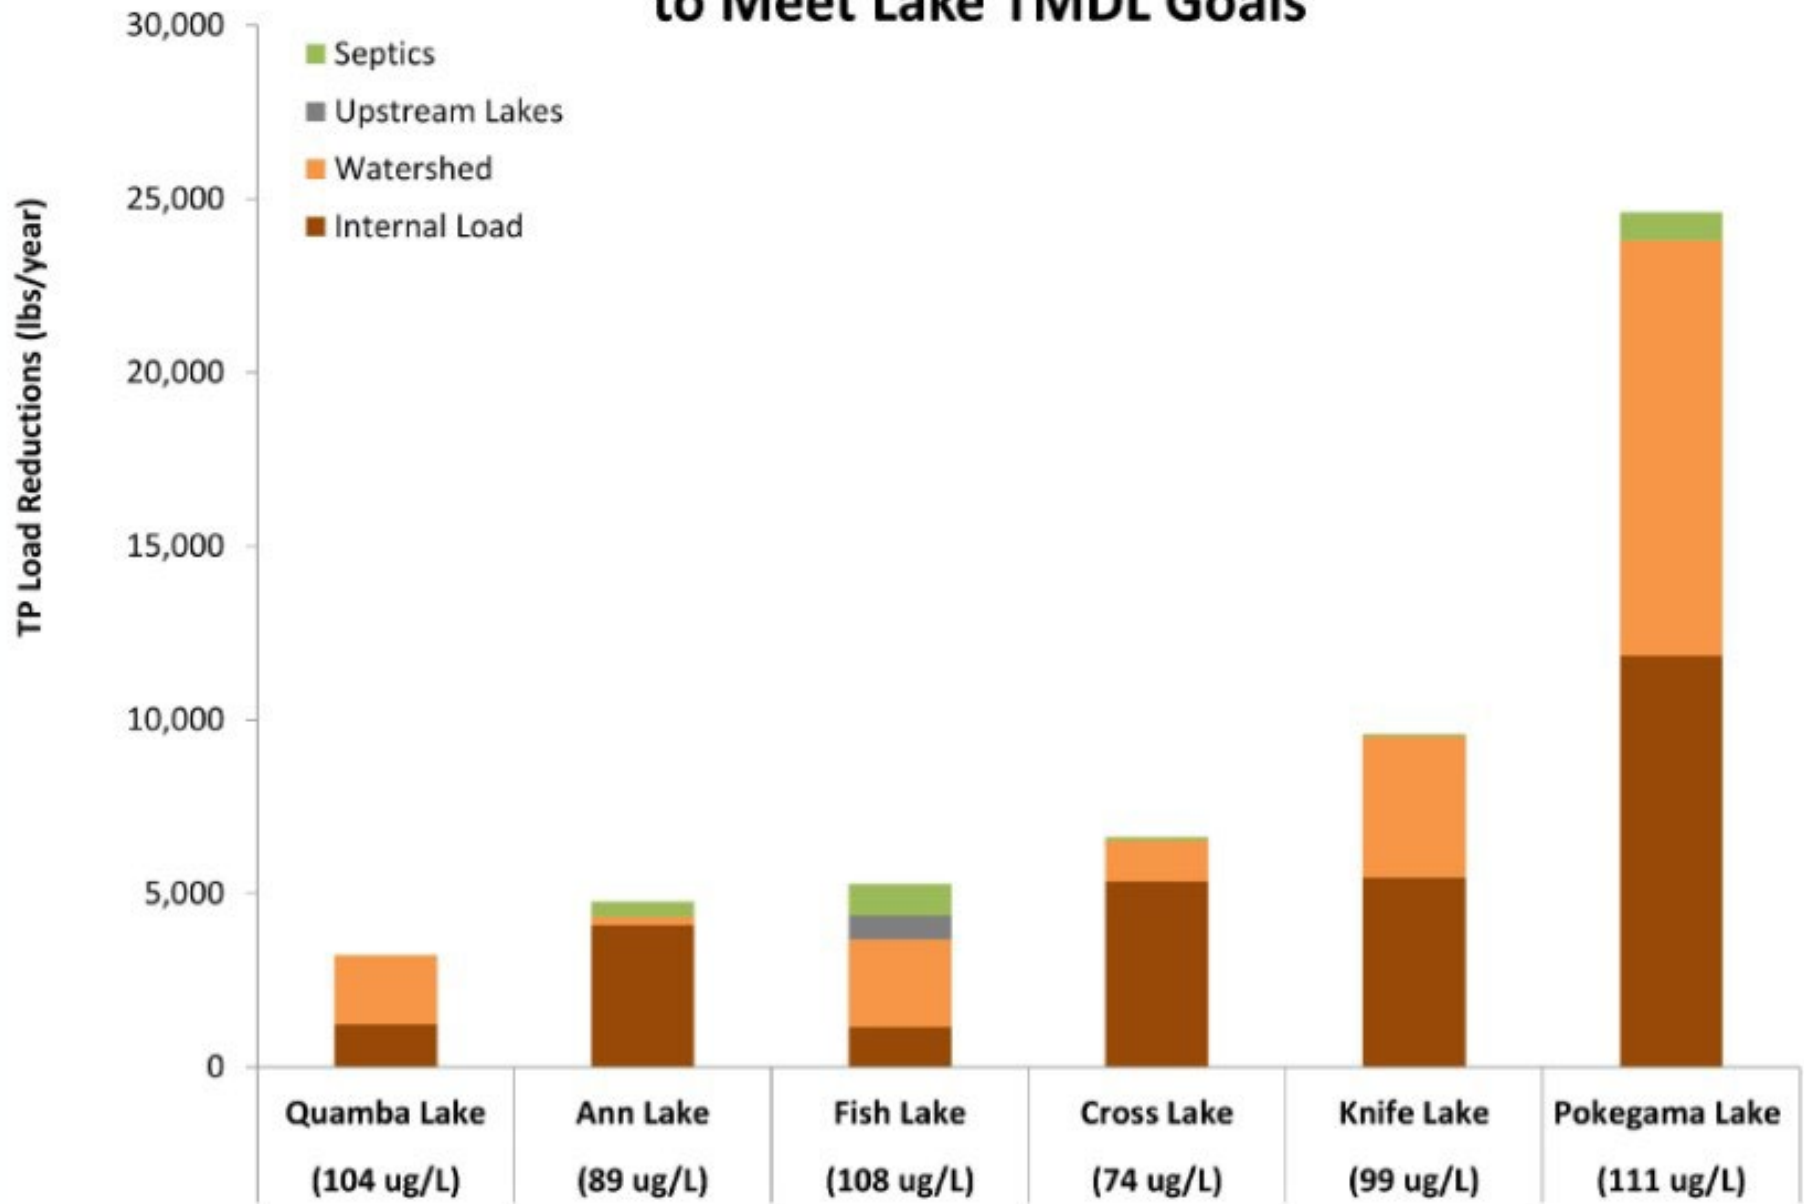 to Meet Lake TMDL Goals
TP Load Reductions (lbs/year)
30,000
25,000
20,000
15,000
10,000
5,000
0
Septics
Upstream Lakes
Watershed
Internal Load
Quamba Lake Ann Lake Fish Lake Cross Lake Knife Lake Pokegama Lake
(104 ug/L) (89 ug/L) (108 ug/L) (74 ug/L) (99 ug/L) (111 ug/L)